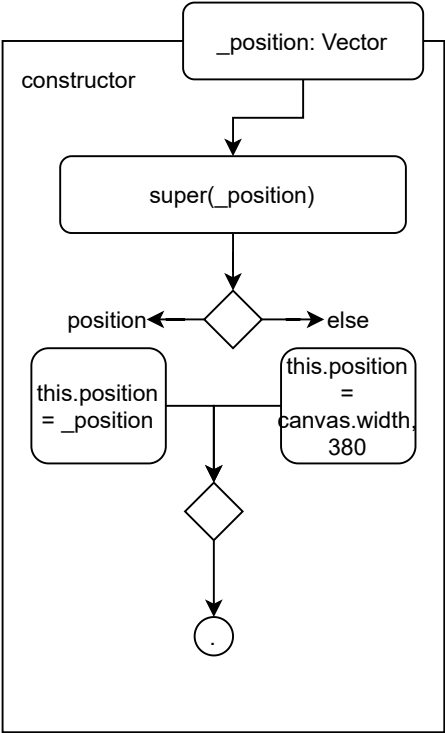 _position: Vector
constructor
super(_position)
position
else
this.position
= _position
this.position
=
canvas.width,
380
.